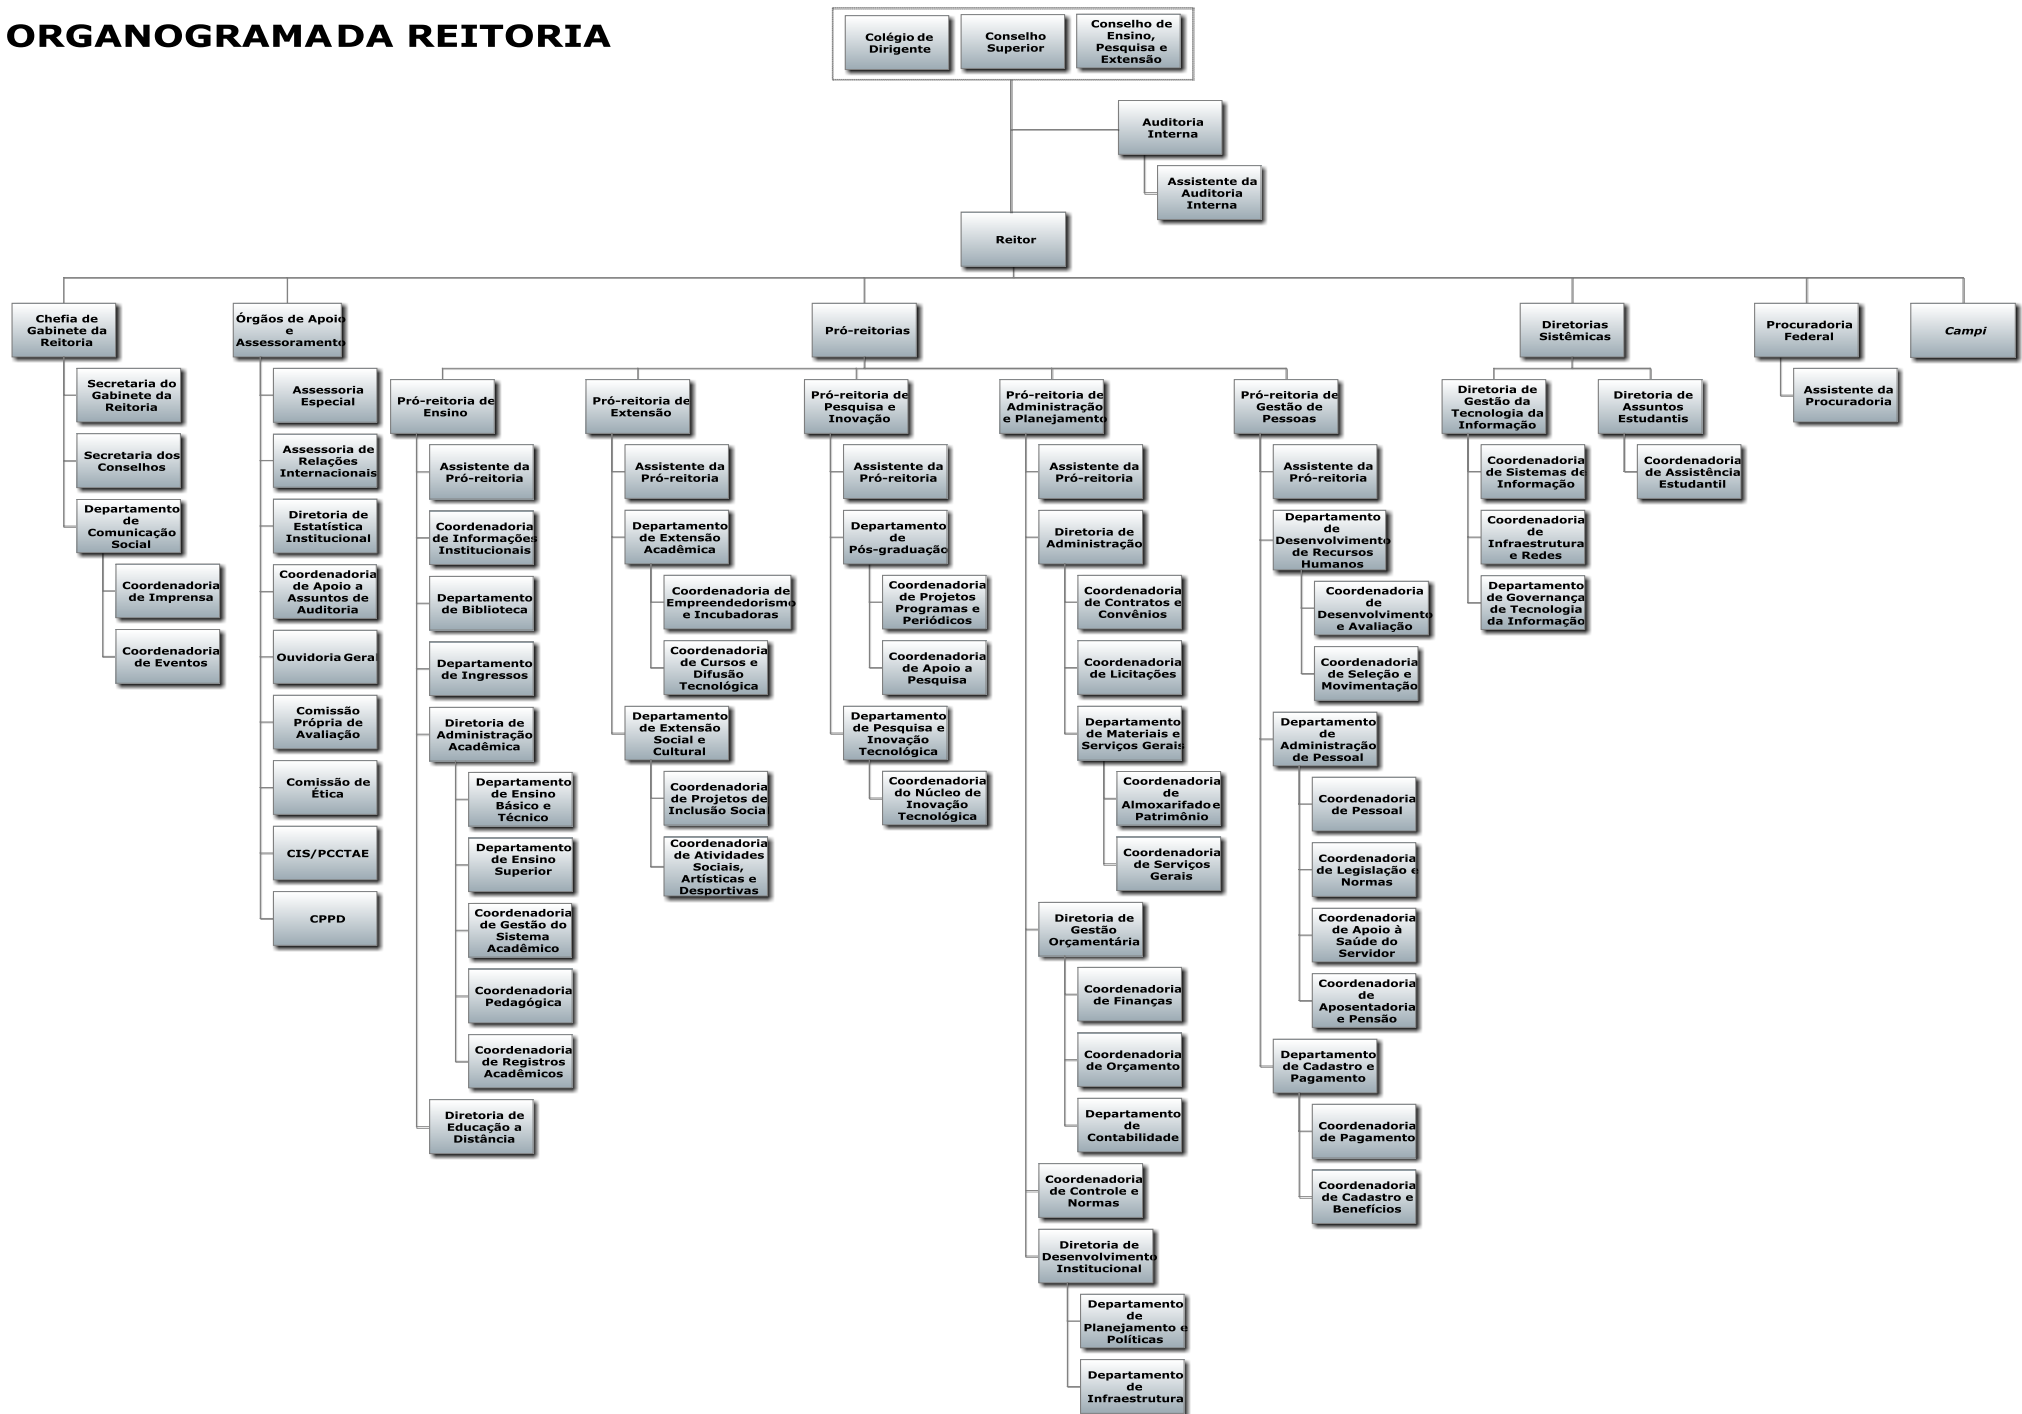 ORGANOGRAMA DA REITORIA
Colégio de
Dirigente
Conselho
Superior
Conselho de
Ensino,
Pesquisa e
Extensão
Auditoria
Interna
Assistente da
Auditoria
Interna
Reitor
Chefia de
Gabinete da
Reitoria
Secretaria do
Gabinete da
Reitoria
Secretaria dos
Conselhos
Departamento
de
Comunicação
Social
Coordenadoria
de Imprensa
Coordenadoria
de Eventos
Órgãos de Apoio
e
Assessoramento
Assessoria
Especial
Assessoria de
Relações
Internacionais
Diretoria de
Estatística
Institucional
Coordenadoria
de Apoio a
Assuntos de
Auditoria
Ouvidoria Geral
Comissão
Própria de
Avaliação
Comissão de
Ética
CIS/PCCTAE
CPPD
Pró-reitorias
Pró-reitoria de
Ensino
Assistente da
Pró-reitoria
Coordenadoria
de Informações
Institucionais
Departamento
de Biblioteca
Departamento
de Ingressos
Diretoria de
Administração
Acadêmica
Departamento
de Ensino
Básico e
Técnico
Departamento
de Ensino
Superior
Coordenadoria
de Gestão do
Sistema
Acadêmico
Coordenadoria
Pedagógica
Coordenadoria
de Registros
Acadêmicos
Diretoria de
Educação a
Distância
Pró-reitoria de
Extensão
Assistente da
Pró-reitoria
Departamento
de Extensão
Acadêmica
Coordenadoria de
Empreendedorismo
e Incubadoras
Coordenadoria
de Cursos e
Difusão
Tecnológica
Departamento
de Extensão
Social e
Cultural
Coordenadoria
de Projetos de
Inclusão Social
Coordenadoria
de Atividades
Sociais,
Artísticas e
Desportivas
Pró-reitoria de
Pesquisa e
Inovação
Assistente da
Pró-reitoria
Departamento
de
Pós-graduação
Coordenadoria
de Projetos
Programas e
Periódicos
Coordenadoria
de Apoio a
Pesquisa
Departamento
de Pesquisa e
Inovação
Tecnológica
Coordenadoria
do Núcleo de
Inovação
Tecnológica
Pró-reitoria de
Administração
e Planejamento
Assistente da
Pró-reitoria
Diretoria de
Administração
Coordenadoria
de Contratos e
Convênios
Coordenadoria
de Licitações
Departamento
de Materiais e
Serviços Gerais
Coordenadoria
de
Almoxarifado e
Patrimônio
Coordenadoria
de Serviços
Gerais
Diretoria de
Gestão
Orçamentária
Coordenadoria
de Finanças
Coordenadoria
de Orçamento
Departamento
de
Contabilidade
Coordenadoria
de Controle e
Normas
Diretoria de
Desenvolvimento
Institucional
Departamento
de
Planejamento e
Políticas
Departamento
de
Infraestrutura
Pró-reitoria de
Gestão de
Pessoas
Assistente da
Pró-reitoria
Departamento
de
Desenvolvimento
de Recursos
Humanos
Coordenadoria
de
Desenvolvimento
e Avaliação
Coordenadoria
de Seleção e
Movimentação
Departamento
de
Administração
de Pessoal
Coordenadoria
de Pessoal
Coordenadoria
de Legislação e
Normas
Coordenadoria
de Apoio à
Saúde do
Servidor
Coordenadoria
de
Aposentadoria
e Pensão
Departamento
de Cadastro e
Pagamento
Coordenadoria
de Pagamento
Coordenadoria
de Cadastro e
Benefícios
Diretorias
Sistêmicas
Diretoria de
Gestão da
Tecnologia da
Informação
Coordenadoria
de Sistemas de
Informação
Coordenadoria
de
Infraestrutura
e Redes
Departamento
de Governança
de Tecnologia
da Informação
Diretoria de
Assuntos
Estudantis
Coordenadoria
de Assistência
Estudantil
Procuradoria
Federal
Assistente da
Procuradoria
Campi